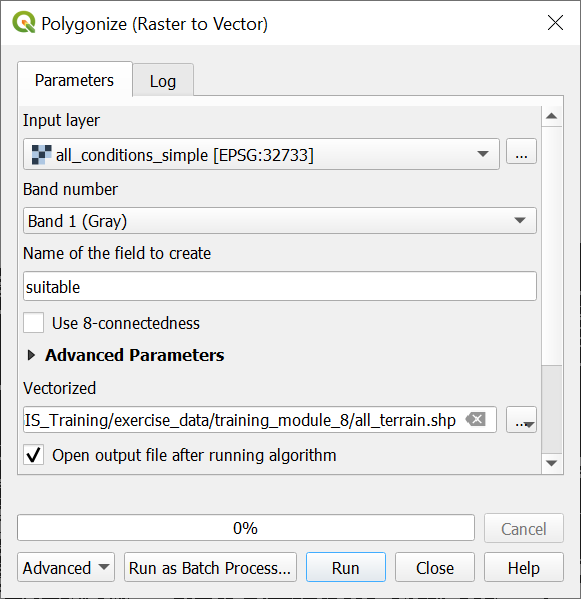 Polygonize (Raster to Vector)
Parameters
Log
Input layer
all_conditions_simple [EPSG:32733]
...
Band number
Band 1 (Gray)
Name of the field to create
suitable
Use 8-connectedness
Advanced Parameters
Vectorized
IS_Training/exercise_data/training_module_8/all_terrain.shp
...
Open output file after running algorithm
0%
Cancel
Advanced
Run as Batch Process...
Run
Close
Help